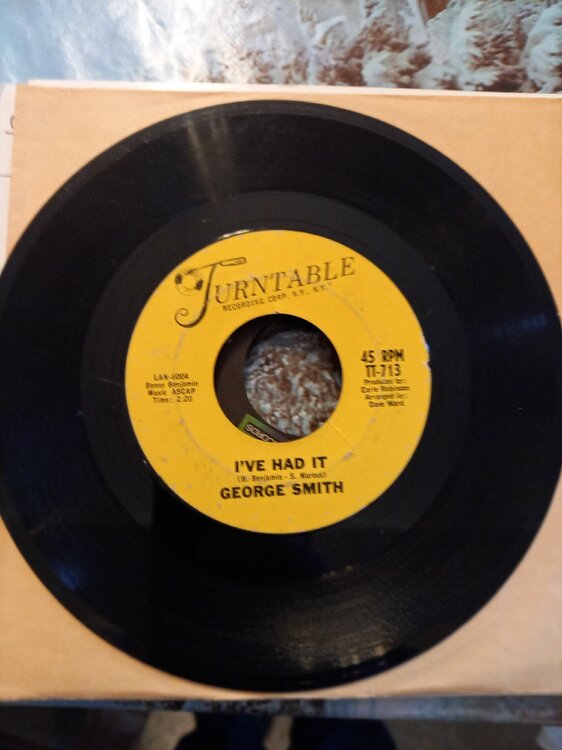 TURNTABLE
RECORDING CORP. N.Y., N.Y.
LAN-6004
Benny Benjamin
Music ASCAP
Time: 2:20
45 RPM
TT-713
Produced by:
Earle Robinson
Arranged by:
Dave Ward
I'VE HAD IT
(B. Benjamin - S. Marcus)
GEORGE SMITH